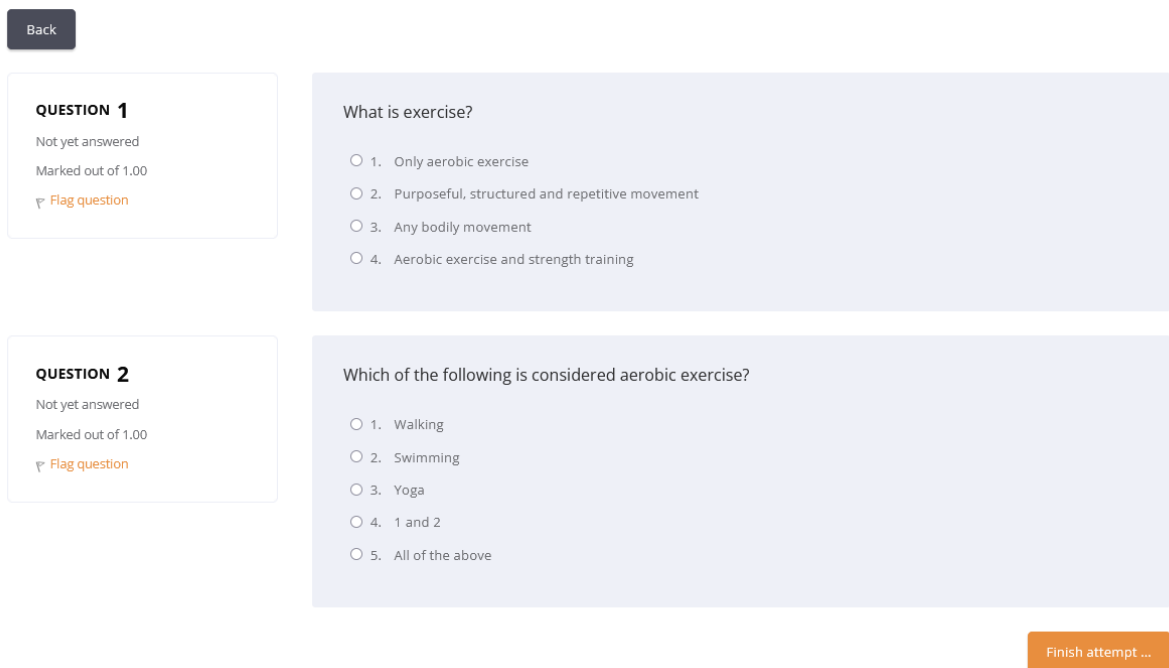 Back
QUESTION 1
Not yet answered
Marked out of 1.00
Flag question
What is exercise?
1. Only aerobic exercise
2. Purposeful, structured and repetitive movement
3. Any bodily movement
4. Aerobic exercise and strength training
QUESTION 2
Not yet answered
Marked out of 1.00
Flag question
Which of the following is considered aerobic exercise?
1. Walking
2. Swimming
3. Yoga
4. 1 and 2
5. All of the above
Finish attempt ...